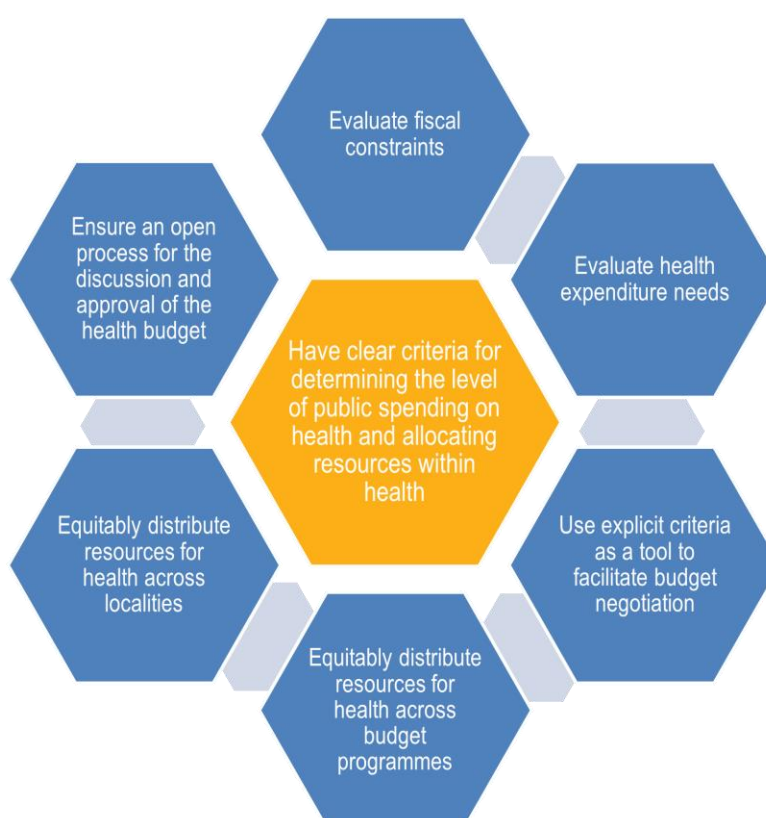 Evaluate fiscal
constraints
Evaluate health
expenditure needs
Use explicit criteria
as a tool to
facilitate budget
negotiation
Equitably distribute
resources for
health across
budget
programmes
Equitably distribute
resources for
health across
localities
Ensure an open
process for the
discussion and
approval of the
health budget
Have clear criteria for
determining the level
of public spending on
health and allocating
resources within
health